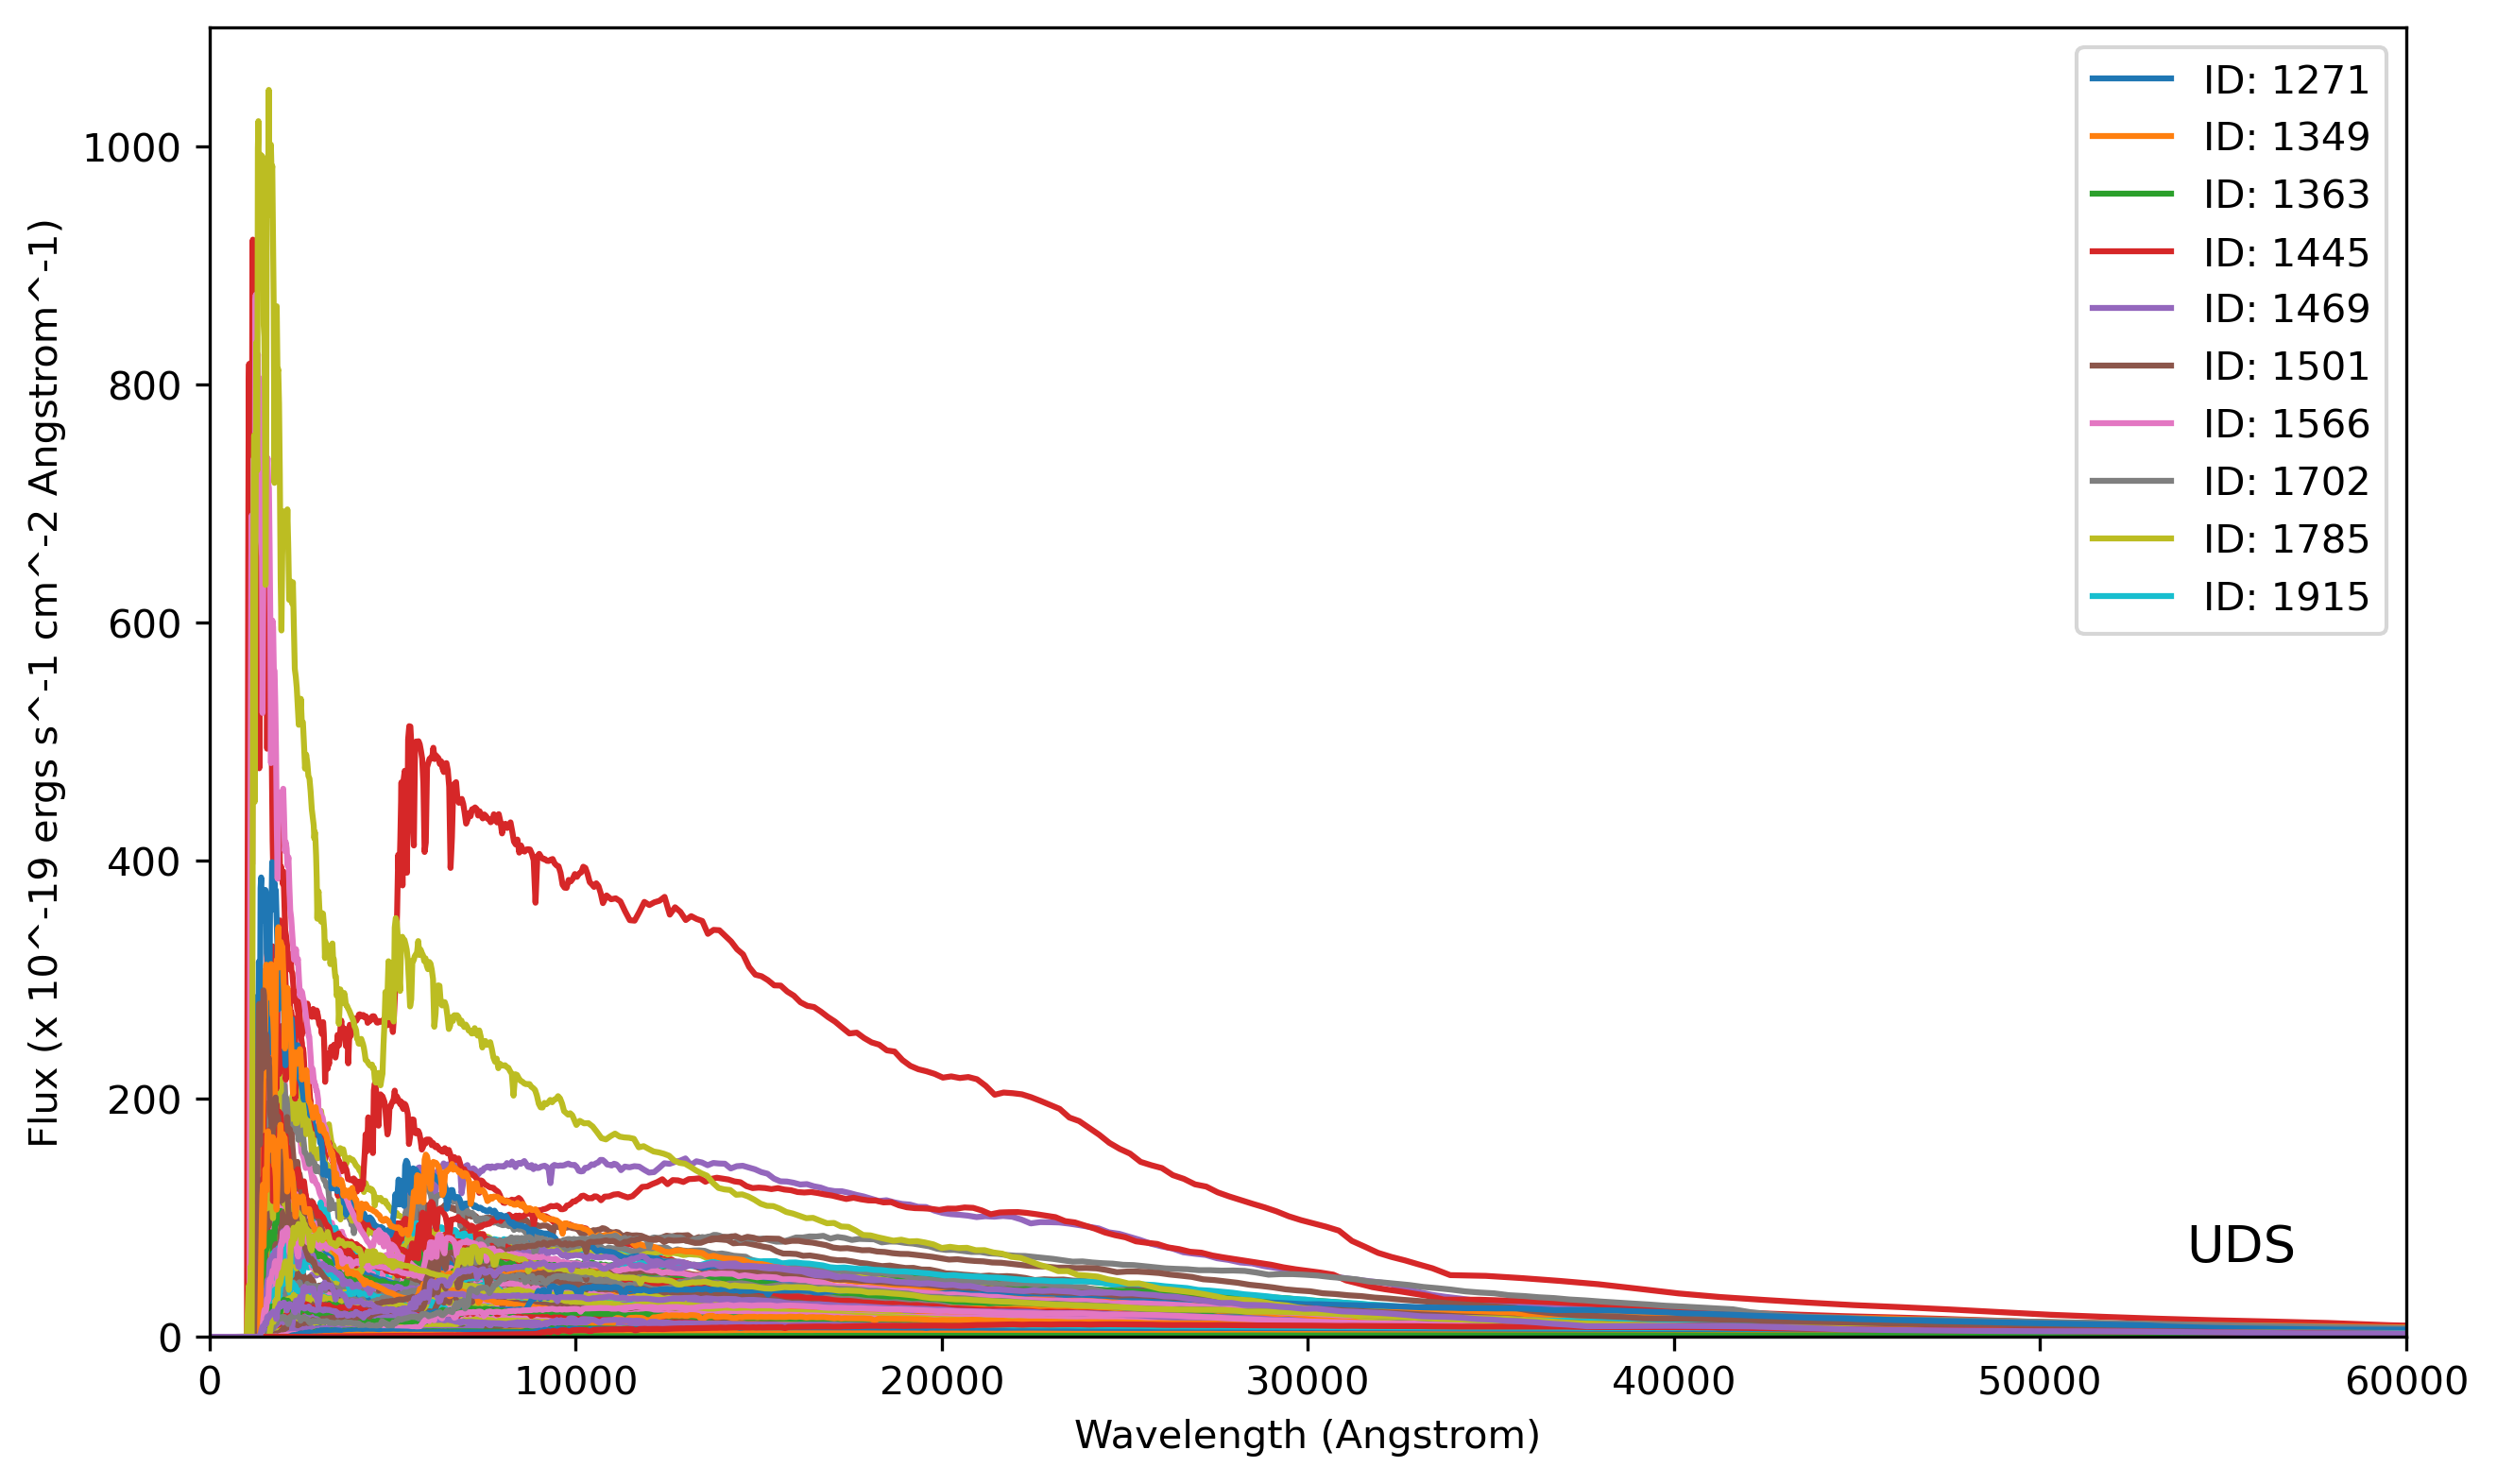 Flux (x 10^-19 ergs s^-1 cm^-2 Angstrom^-1)
1000
800
600
400
200
0
0 10000 20000 30000 40000 50000 60000
Wavelength (Angstrom)
ID: 1271
ID: 1349
ID: 1363
ID: 1445
ID: 1469
ID: 1501
ID: 1566
ID: 1702
ID: 1785
ID: 1915
UDS